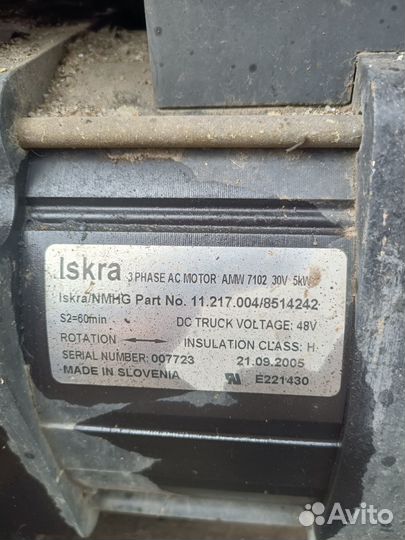 Iskra 3 PHASE AC MOTOR AMW 7102 30V 5kW
Iskra/NMHG Part No. 11.217.004/8514242
S2=60min DC TRUCK VOLTAGE: 48V
ROTATION INSULATION CLASS: H
SERIAL NUMBER: 007723 21.09.2005
MADE IN SLOVENIA E221430
Avito